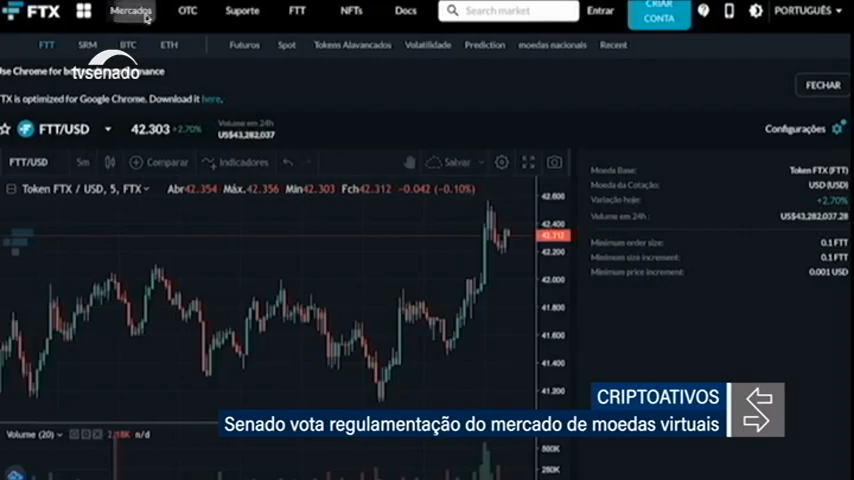 FTX Mercados OTC Suporte FTT NFTs Docs Search market Entrar CRIAR CONTA PORTUGUÊS
FTT SRM BTC ETH Futuros Spot Tokens Alavancados Volatilidade Prediction moedas nacionais Recent
tvsenado
FECHAR
FTX is optimized for Google Chrome. Download it here.
FTT/USD 42.303 +2.70% Volume em 24h
US$43,282,037
Configurações
FTT/USD 5m Comparar Indicadores Salvar
Token FTX / USD, 5, FTX Abr42.354 Máx.42.356 Mín42.303 Fch42.312 −0.042 (−0.10%)
42.600
42.400
42.312
42.200
42.000
41.800
41.600
41.400
41.200
Moeda Base: Token FTX (FTT)
Moeda da Cotação: USD (USD)
Variação hoje: +2.70%
Volume em 24h : US$43,282,037.28
Minimum order size: 0.1 FTT
Minimum size increment: 0.1 FTT
Minimum price increment: 0.001 USD
CRIPTOATIVOS
Senado vota regulamentação do mercado de moedas virtuais
Volume (20) 2.18K n/d
500K
250K